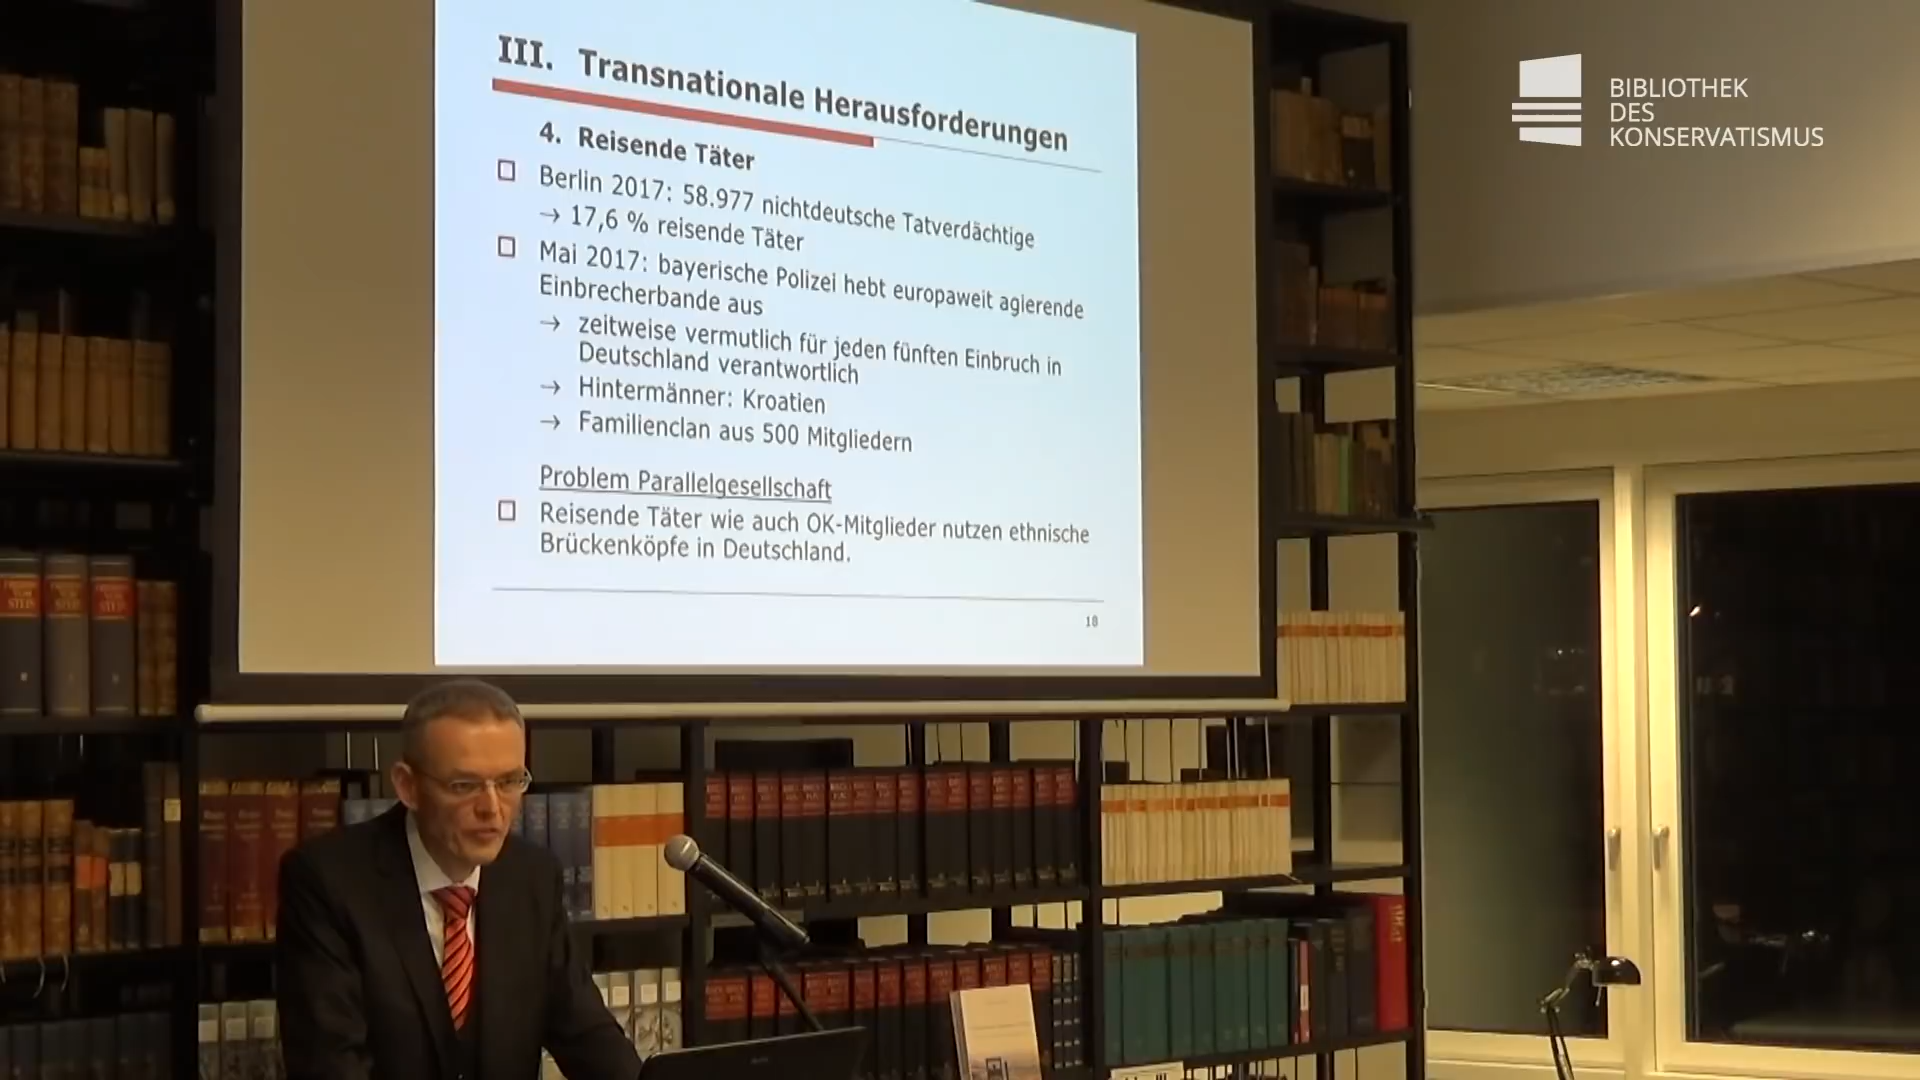 III. Transnationale Herausforderungen
4. Reisende Täter
Berlin 2017: 58.977 nichtdeutsche Tatverdächtige
→ 17,6 % reisende Täter
Mai 2017: bayerische Polizei hebt europaweit agierende
Einbrecherbande aus
→ zeitweise vermutlich für jeden fünften Einbruch in
Deutschland verantwortlich
→ Hintermänner: Kroatien
→ Familienclan aus 500 Mitgliedern
Problem Parallelgesellschaft
Reisende Täter wie auch OK-Mitglieder nutzen ethnische
Brückenköpfe in Deutschland.
18
BIBLIOTHEK
DES
KONSERVATISMUS